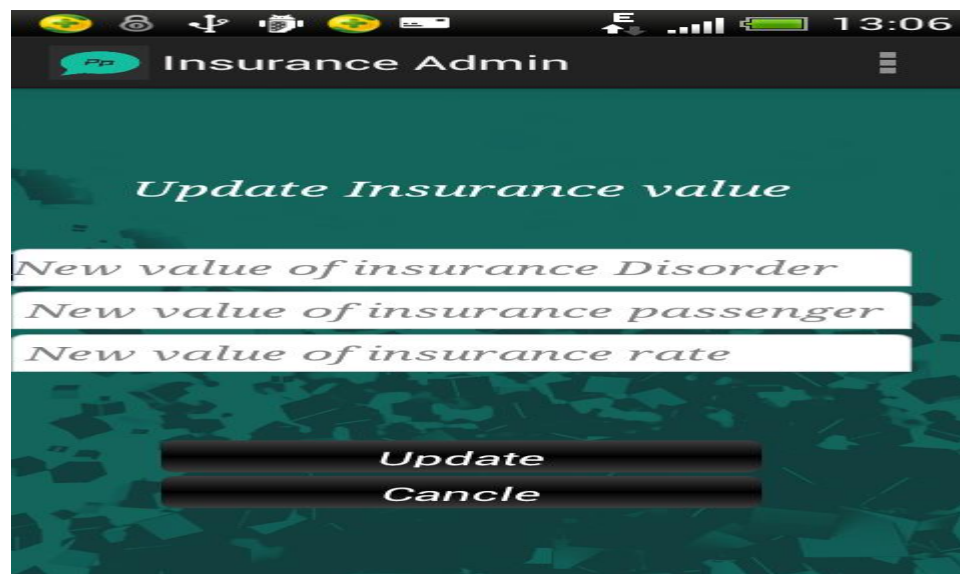 E
13:06
Pp Insurance Admin
Update Insurance value
New value of insurance Disorder
New value of insurance passenger
New value of insurance rate
Update
Cancle